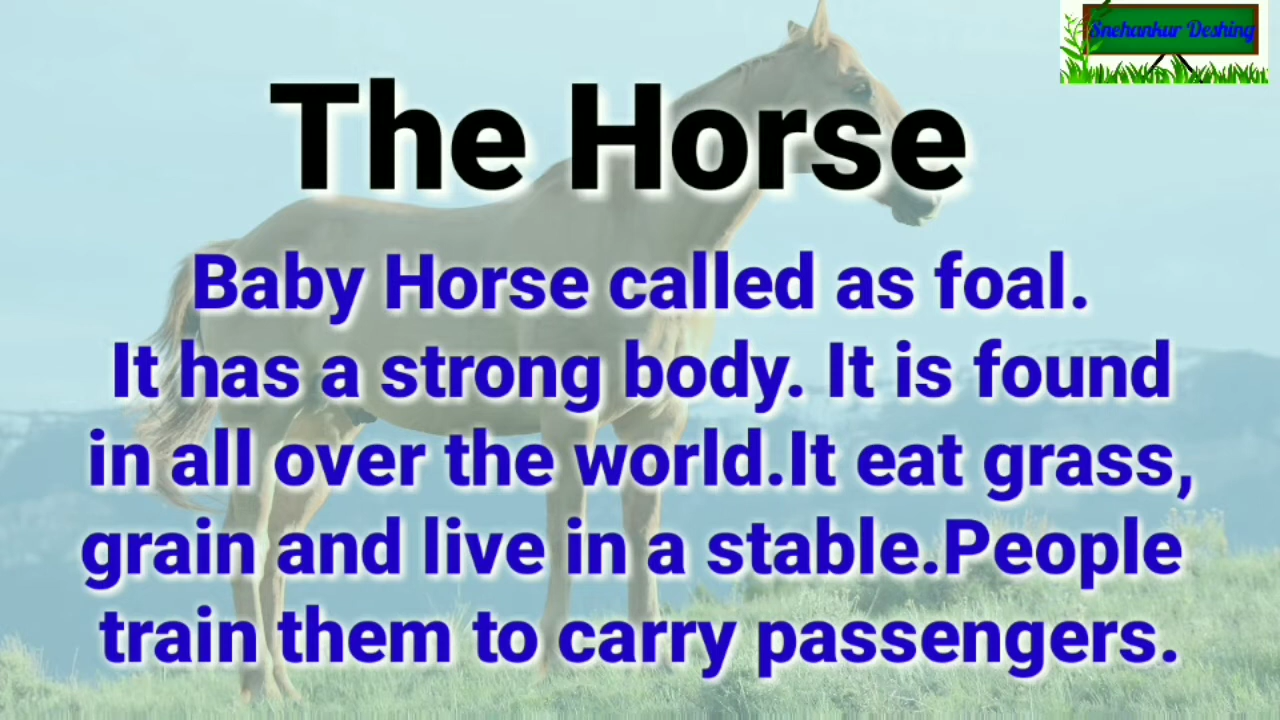 Snehankur Deshing
The Horse
Baby Horse called as foal.
It has a strong body. It is found
in all over the world.It eat grass,
grain and live in a stable.People
train them to carry passengers.